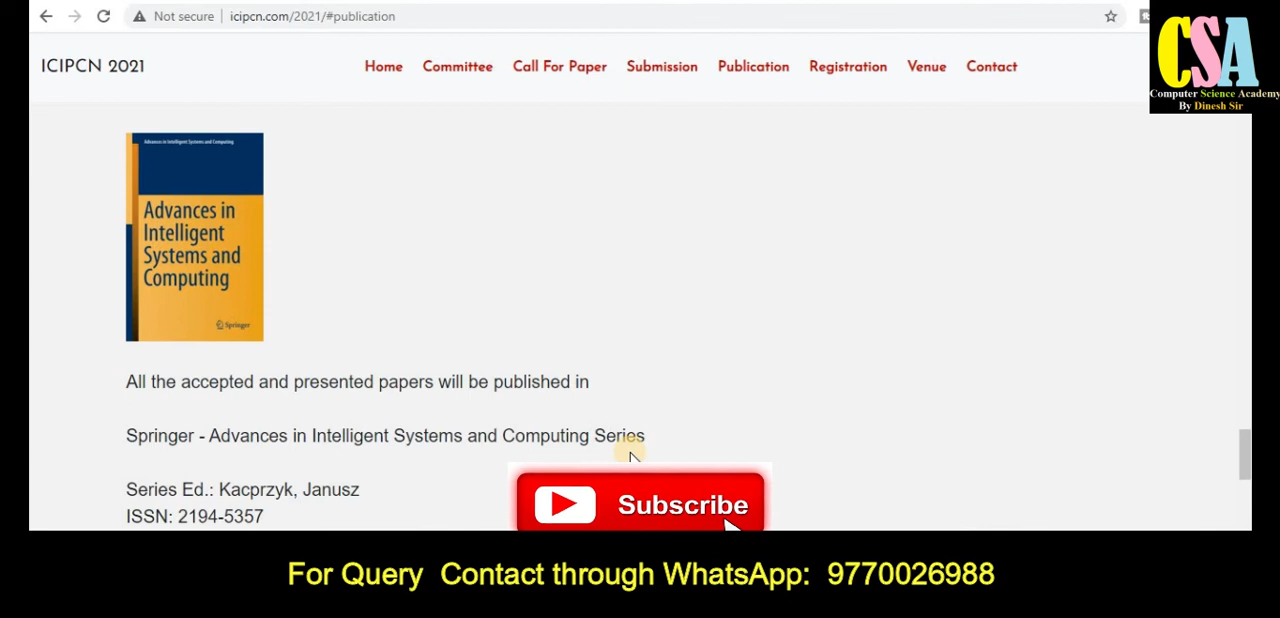 Not secure | icipcn.com/2021/#publication
CSA
Computer Science Academy
By Dinesh Sir
ICIPCN 2021
Home Committee Call For Paper Submission Publication Registration Venue Contact
Advances in Intelligent Systems and Computing
Advances in
Intelligent
Systems and
Computing
Springer
All the accepted and presented papers will be published in
Springer - Advances in Intelligent Systems and Computing Series
Series Ed.: Kacprzyk, Janusz
ISSN: 2194-5357
Subscribe
For Query Contact through WhatsApp: 9770026988